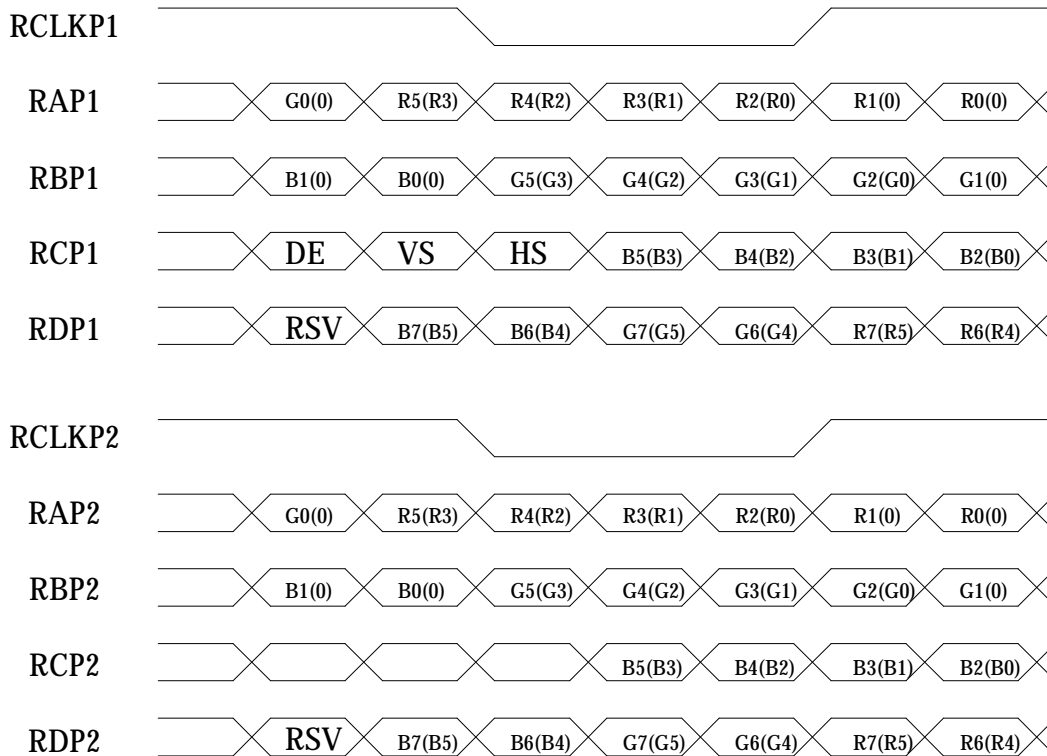 RCLKP1
RAP1 G0(0) R5(R3) R4(R2) R3(R1) R2(R0) R1(0) R0(0)
RBP1 B1(0) B0(0) G5(G3) G4(G2) G3(G1) G2(G0) G1(0)
RCP1 DE VS HS B5(B3) B4(B2) B3(B1) B2(B0)
RDP1 RSV B7(B5) B6(B4) G7(G5) G6(G4) R7(R5) R6(R4)
RCLKP2
RAP2 G0(0) R5(R3) R4(R2) R3(R1) R2(R0) R1(0) R0(0)
RBP2 B1(0) B0(0) G5(G3) G4(G2) G3(G1) G2(G0) G1(0)
RCP2 B5(B3) B4(B2) B3(B1) B2(B0)
RDP2 RSV B7(B5) B6(B4) G7(G5) G6(G4) R7(R5) R6(R4)